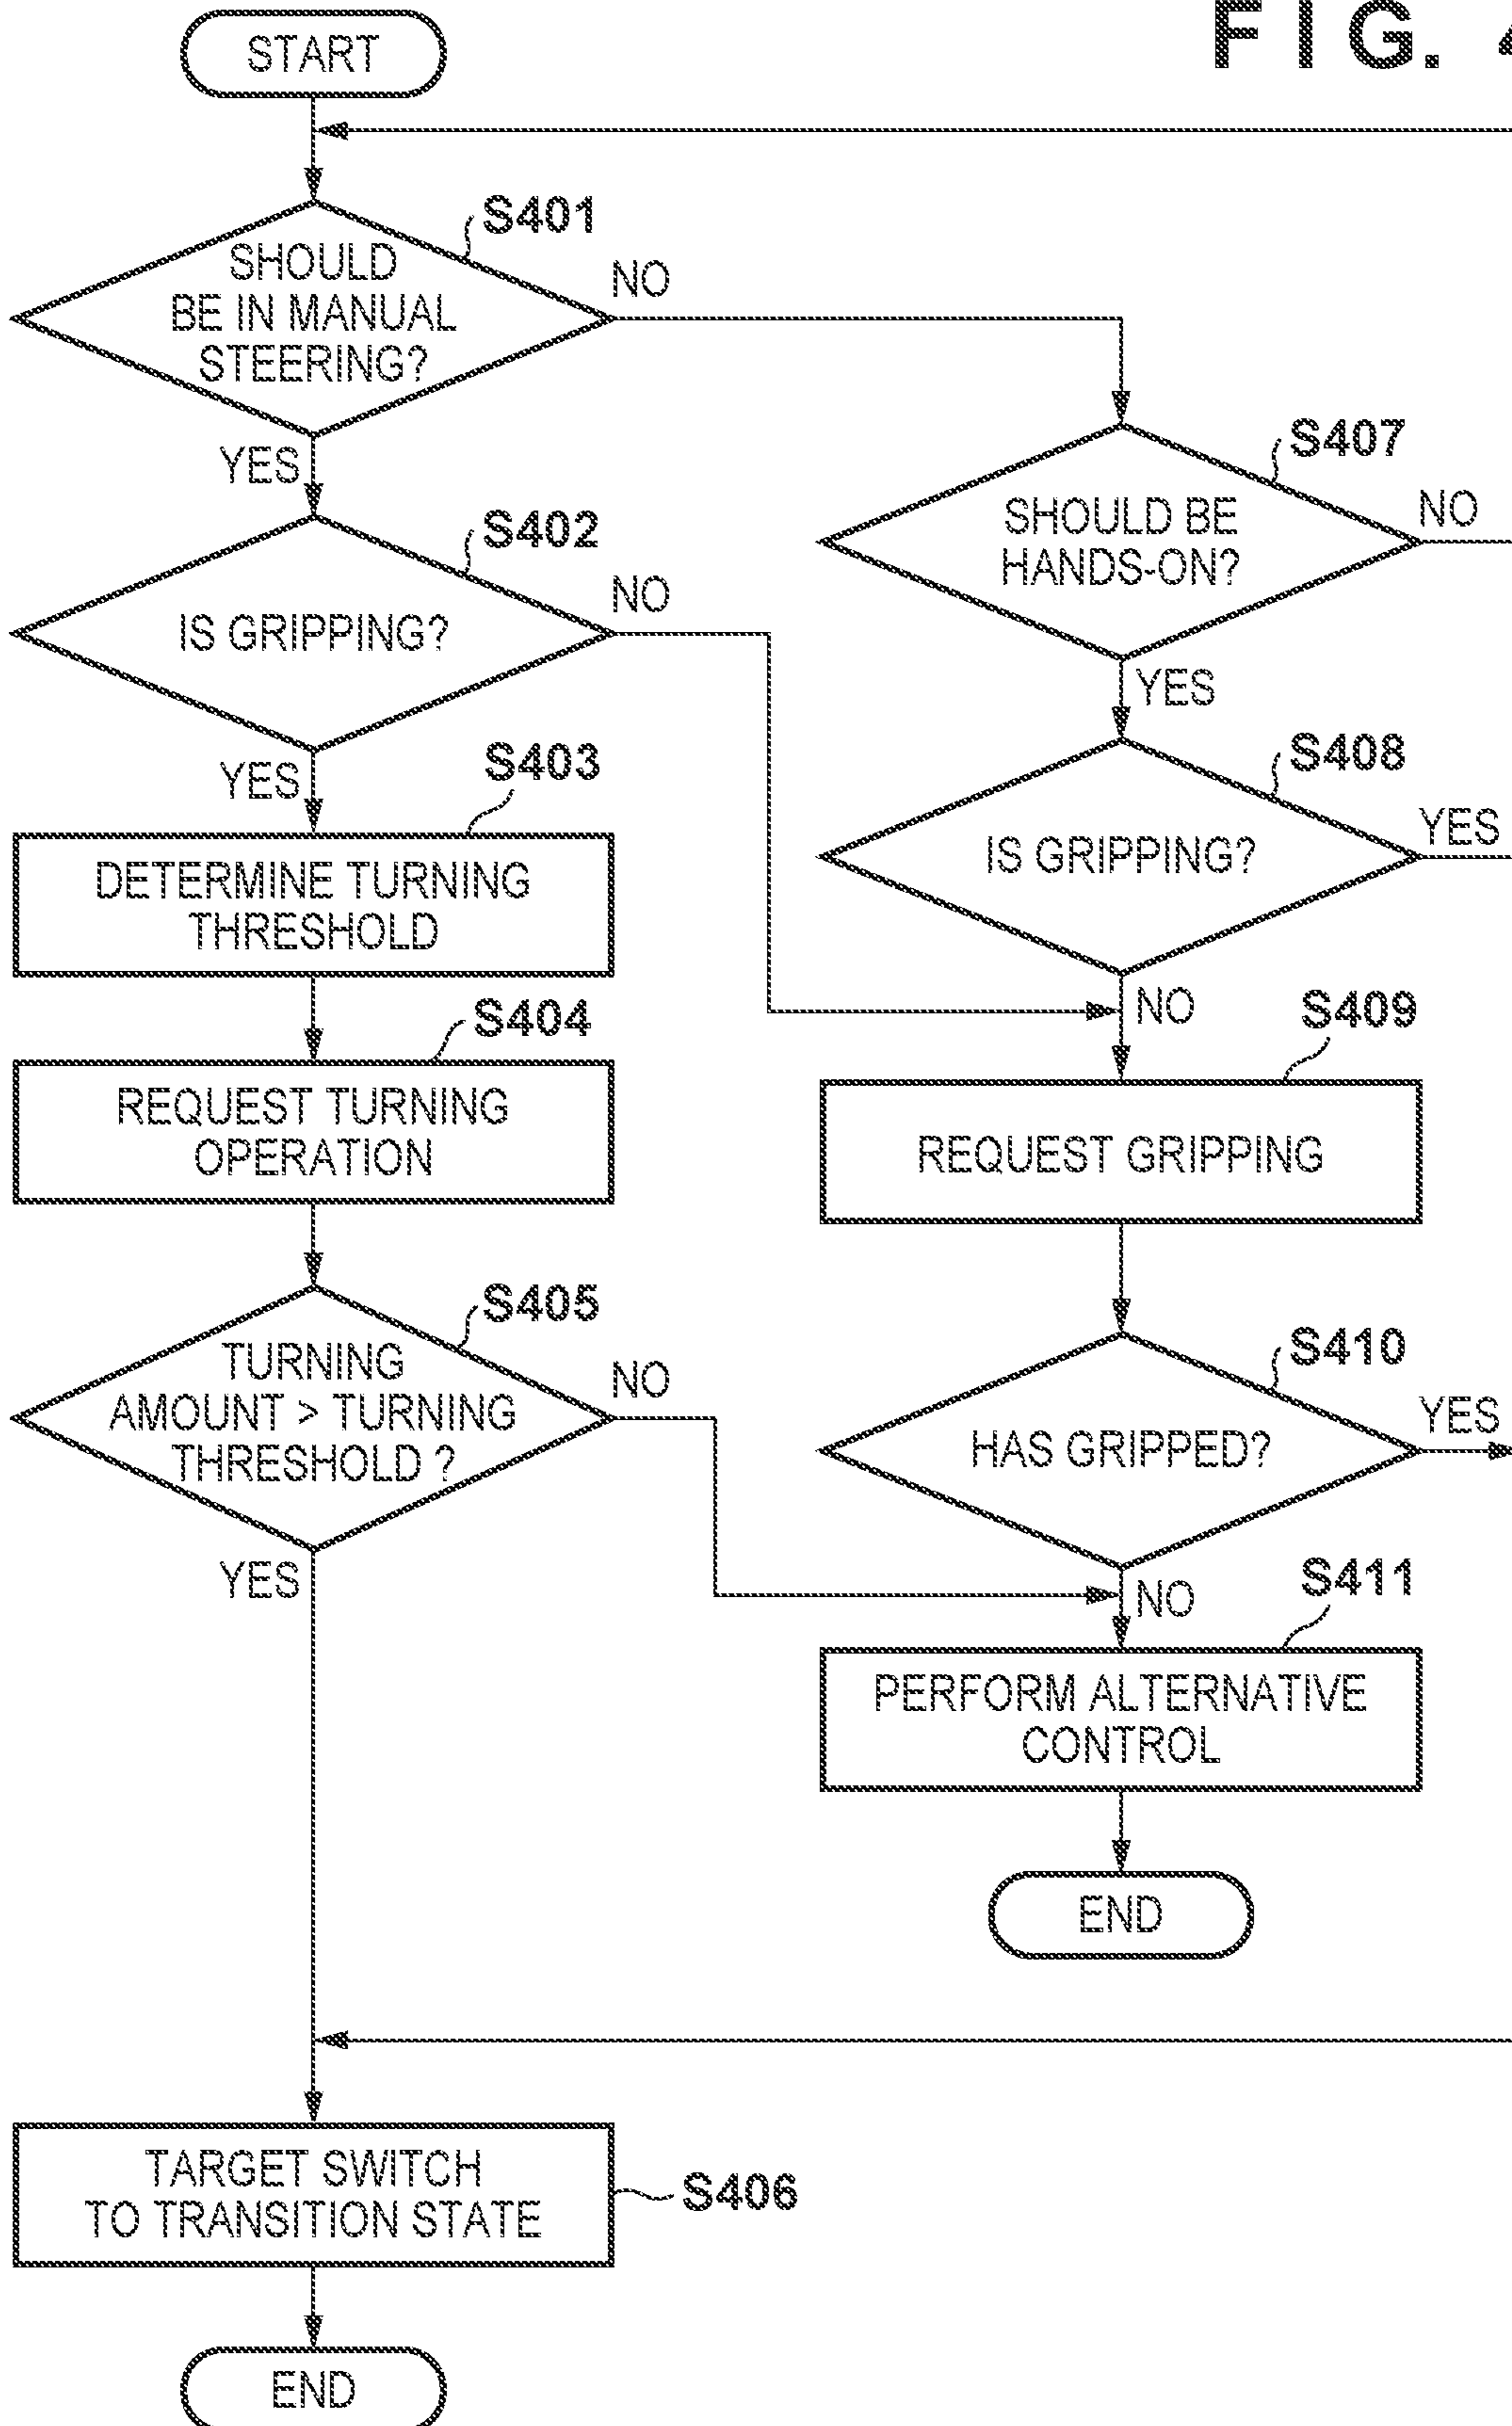 FIG. 4
START
S401
SHOULD
BE IN MANUAL
STEERING?
NO
YES
S402
IS GRIPPING?
NO
YES
S403
DETERMINE TURNING
THRESHOLD
S404
REQUEST TURNING
OPERATION
S405
TURNING
AMOUNT > TURNING
THRESHOLD ?
NO
YES
S407
SHOULD BE
HANDS-ON?
NO
YES
S408
IS GRIPPING?
YES
NO
S409
REQUEST GRIPPING
S410
HAS GRIPPED?
YES
NO
S411
PERFORM ALTERNATIVE
CONTROL
END
TARGET SWITCH
TO TRANSITION STATE
S406
END